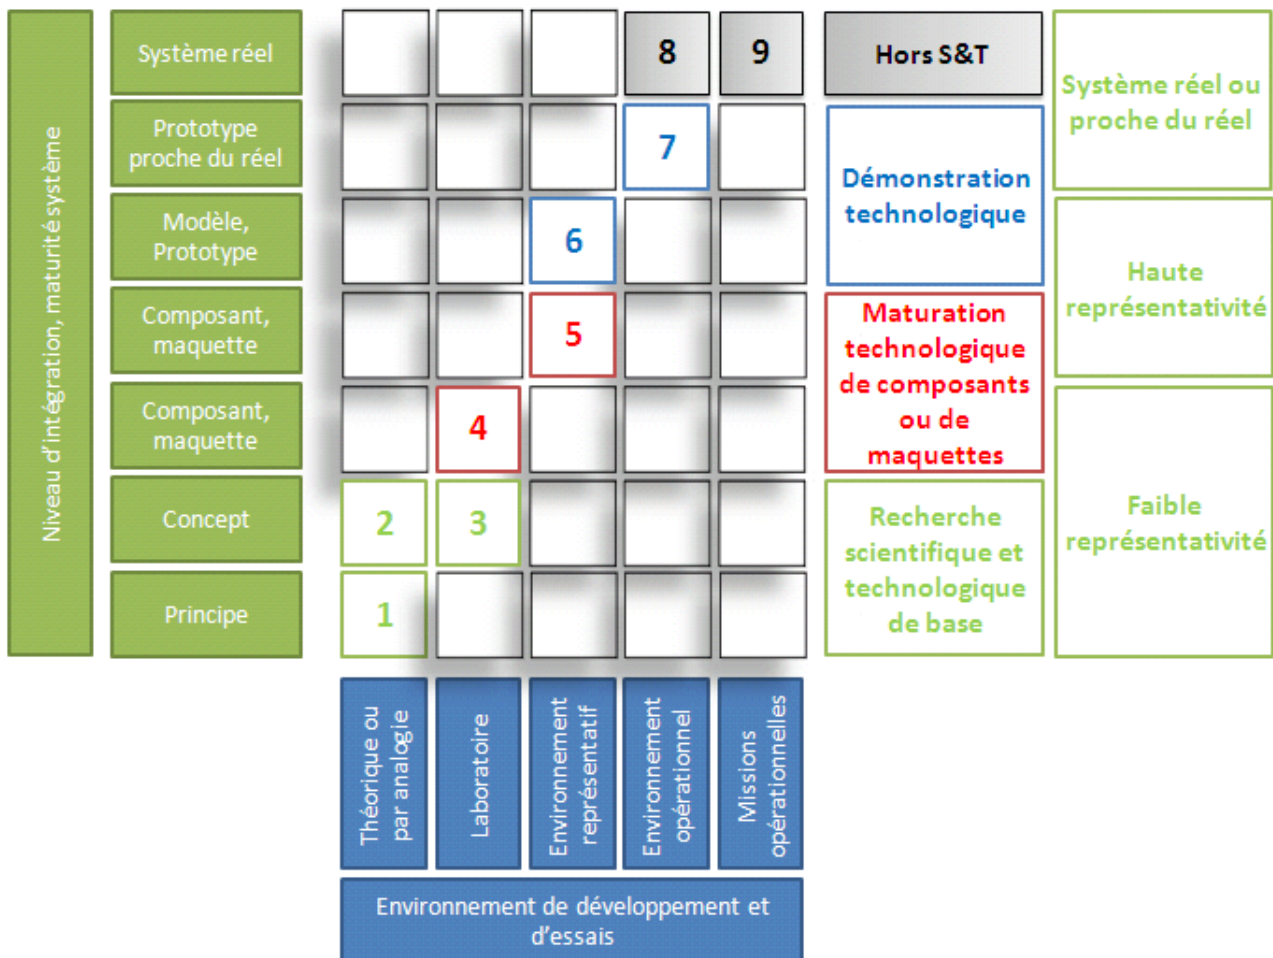 Niveau d’intégration, maturité système
Système réel
8
9
Hors S&T
Système réel ou
proche du réel
Prototype
proche du réel
7
Démonstration
technologique
Modèle,
Prototype
6
Haute
représentativité
Composant,
maquette
5
Maturation
technologique
de composants
ou de
maquettes
Composant,
maquette
4
Concept
2
3
Recherche
scientifique et
technologique
de base
Faible
représentativité
Principe
1
Théorique ou
par analogie
Laboratoire
Environnement
représentatif
Environnement
opérationnel
Missions
opérationnelles
Environnement de développement et
d’essais